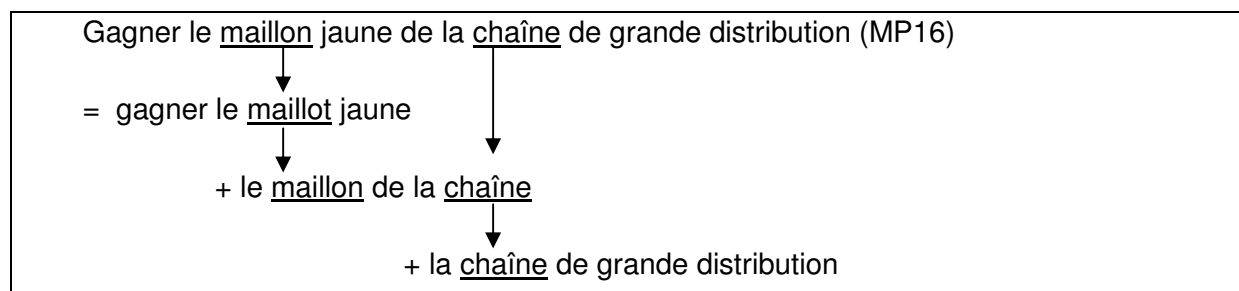 Gagner le maillon jaune de la chaîne de grande distribution (MP16)
= gagner le maillot jaune
+ le maillon de la chaîne
+ la chaîne de grande distribution